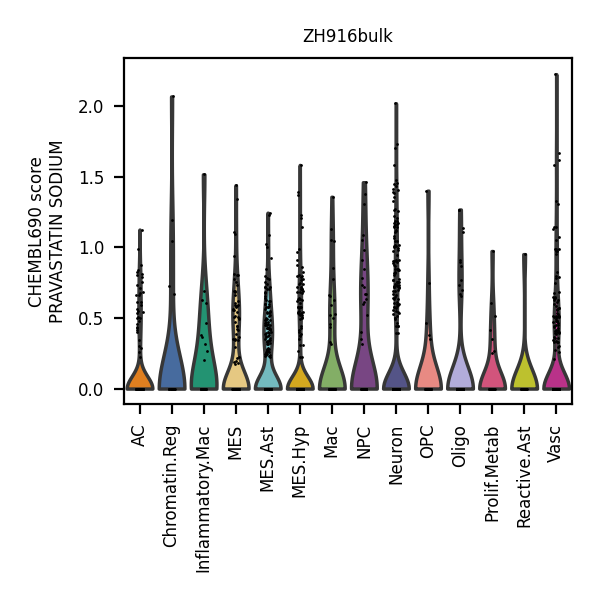 ZH916bulk
CHEMBL690 score
PRAVASTATIN SODIUM
2.0
1.5
1.0
0.5
0.0
AC
Chromatin.Reg
Inflammatory.Mac
MES
MES.Ast
MES.Hyp
Mac
NPC
Neuron
OPC
Oligo
Prolif.Metab
Reactive.Ast
Vasc